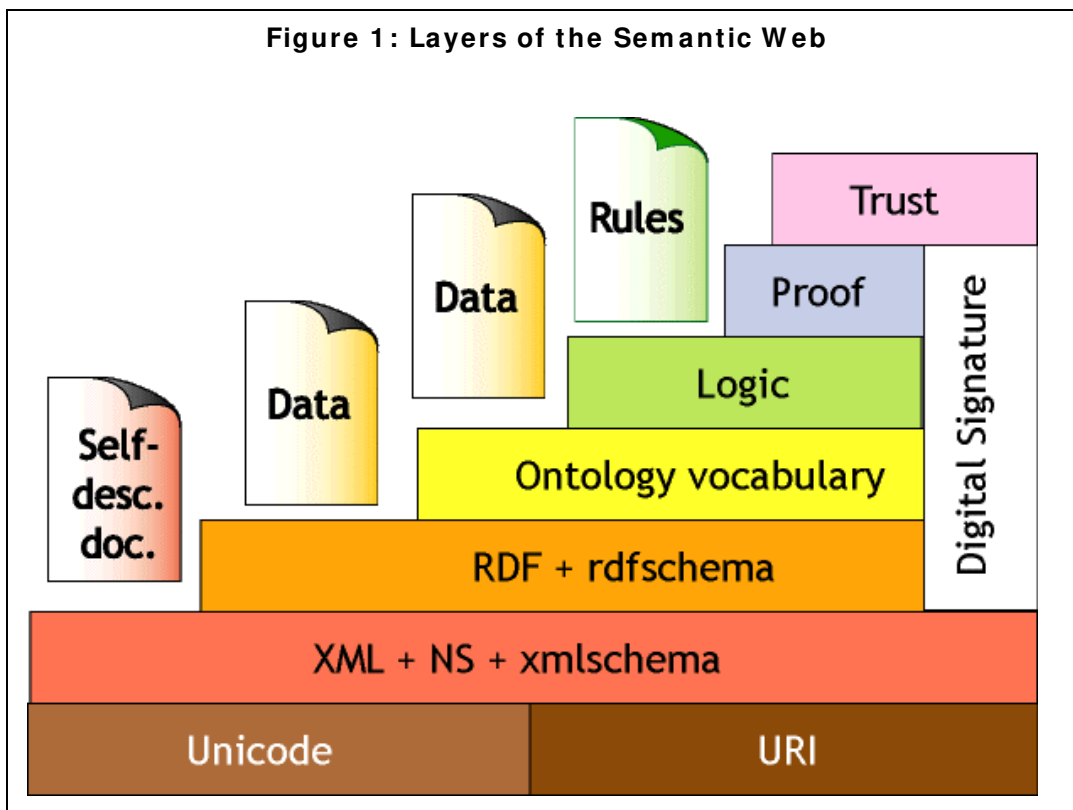 Figure 1: Layers of the Semantic Web
Trust
Rules
Proof
Data
Logic
Data
Self-
desc.
doc.
Ontology vocabulary
Digital Signature
RDF + rdfschema
XML + NS + xmlschema
Unicode
URI